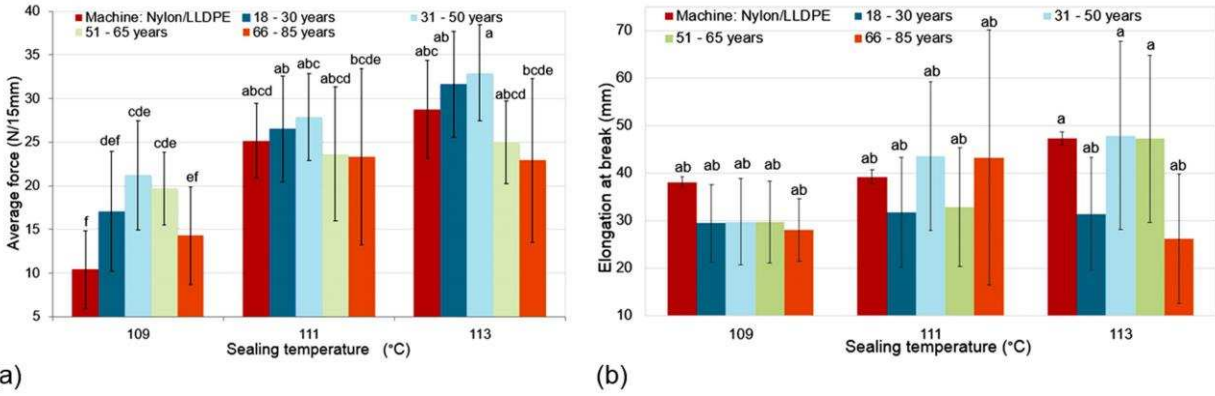 Machine: Nylon/LLDPE 18 - 30 years 31 - 50 years
51 - 65 years 66 - 85 years
Average force (N/15mm)
40
35
30
25
20
15
10
5
f def cde cde ef
abcd ab abc abcd bcde
abc ab a abcd bcde
109 111 113
Sealing temperature (°C)
a)
Machine: Nylon/LLDPE 18 - 30 years 31 - 50 years
51 - 65 years 66 - 85 years
Elongation at break (mm)
70
60
50
40
30
20
10
ab ab ab ab ab
ab ab ab ab ab
a ab a a ab
109 111 113
Sealing temperature (°C)
(b)